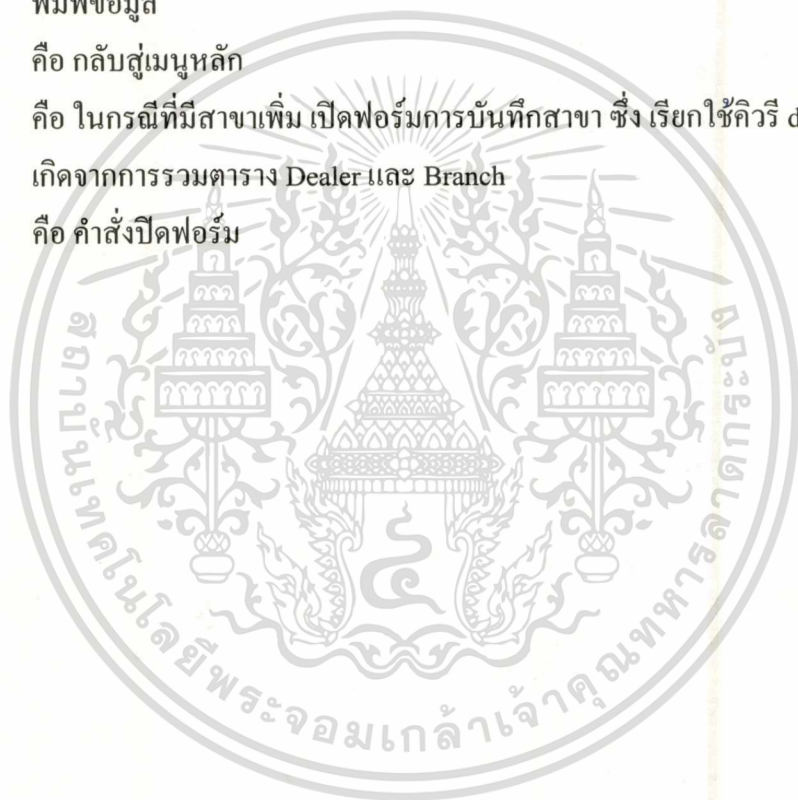 พิมพ์ข้อมูล
คือ กลับสู่เมนูหลัก
คือ ในกรณีที่มีสาขาเพิ่ม เปิดฟอร์มการบันทึกสาขา ซึ่ง เรียกใช้คิวรี d
เกิดจากการรวมตาราง Dealer และ Branch
คือ คำสั่งปิดฟอร์ม
สถาบันเทคโนโลยีพระจอมเกล้าเจ้าคุณทหารลาดกระบัง